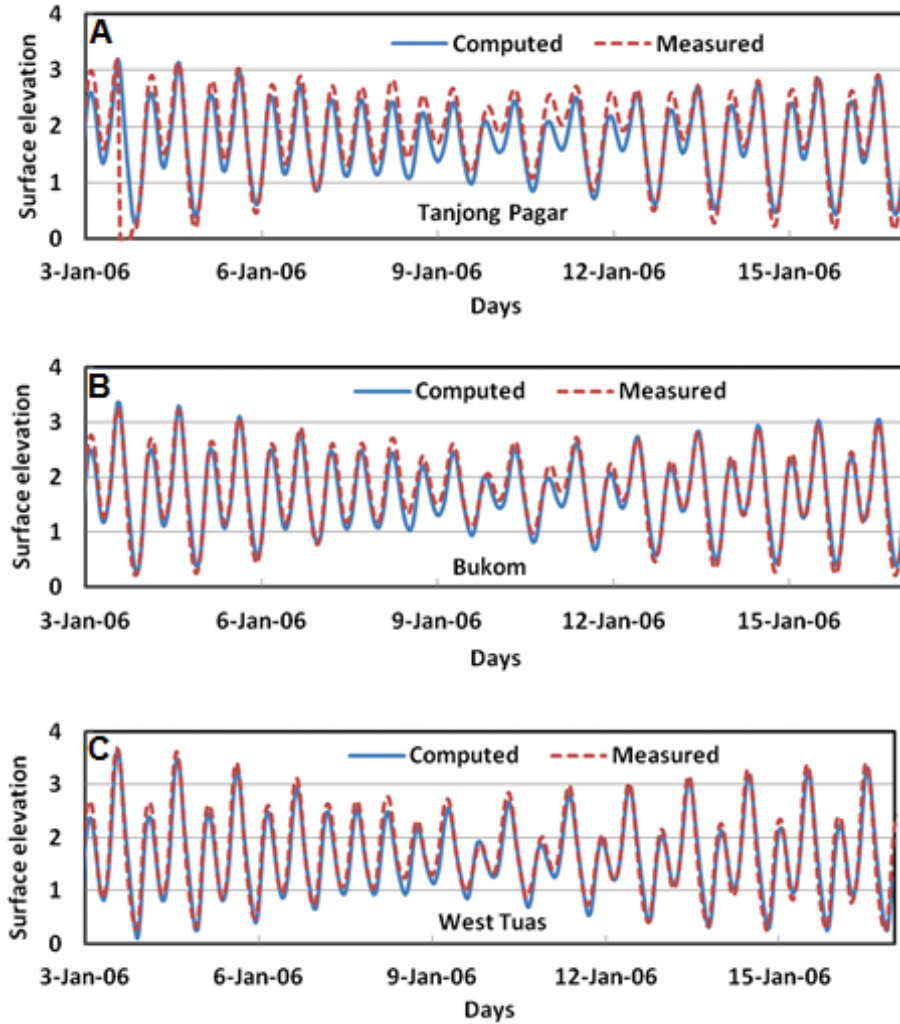 A
4
3
2
1
0
Surface elevation
Computed
Measured
Tanjong Pagar
3-Jan-06
6-Jan-06
9-Jan-06
12-Jan-06
15-Jan-06
Days
B
4
3
2
1
0
Surface elevation
Computed
Measured
Bukom
3-Jan-06
6-Jan-06
9-Jan-06
12-Jan-06
15-Jan-06
Days
C
4
3
2
1
0
Surface elevation
Computed
Measured
West Tuas
3-Jan-06
6-Jan-06
9-Jan-06
12-Jan-06
15-Jan-06
Days